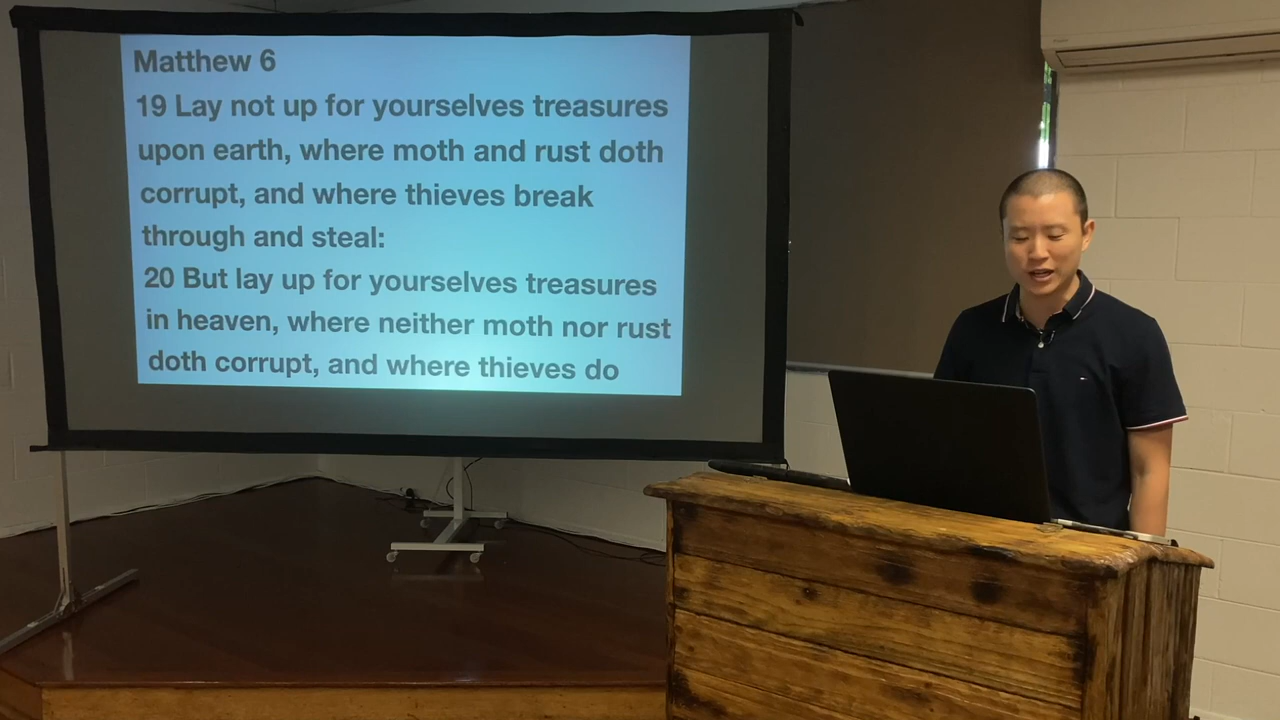 Matthew 6
19 Lay not up for yourselves treasures
upon earth, where moth and rust doth
corrupt, and where thieves break
through and steal:
20 But lay up for yourselves treasures
in heaven, where neither moth nor rust
doth corrupt, and where thieves do